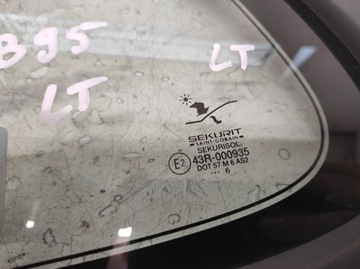 B95
LT
LT
SEKURIT
SAINT-GOBAIN
SEKURISOL
E2 43R-000935
DOT 57 M 6 AS2
... 6